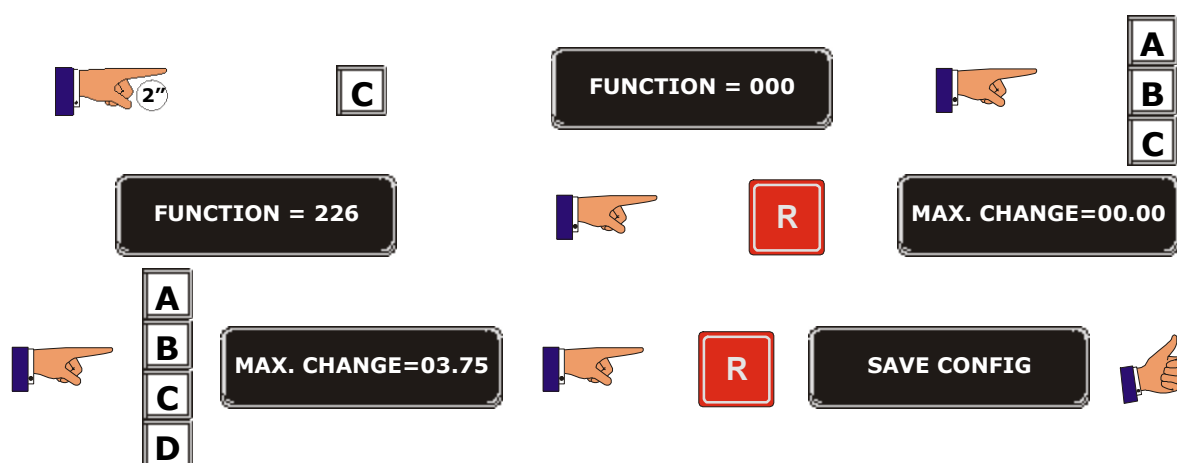 2”
C
FUNCTION = 000
A
B
C
FUNCTION = 226
R
MAX. CHANGE=00.00
A
B
C
D
MAX. CHANGE=03.75
R
SAVE CONFIG